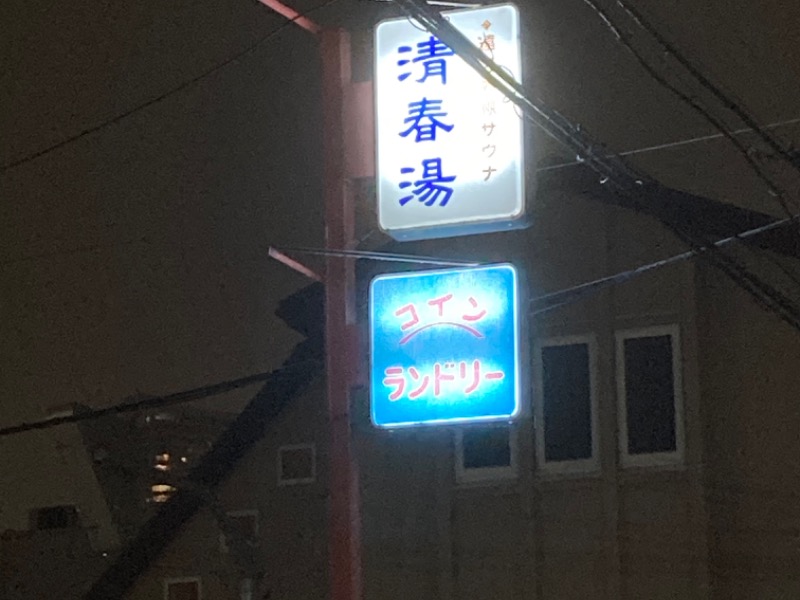 清春湯
サウナ
コイン
ランドリー